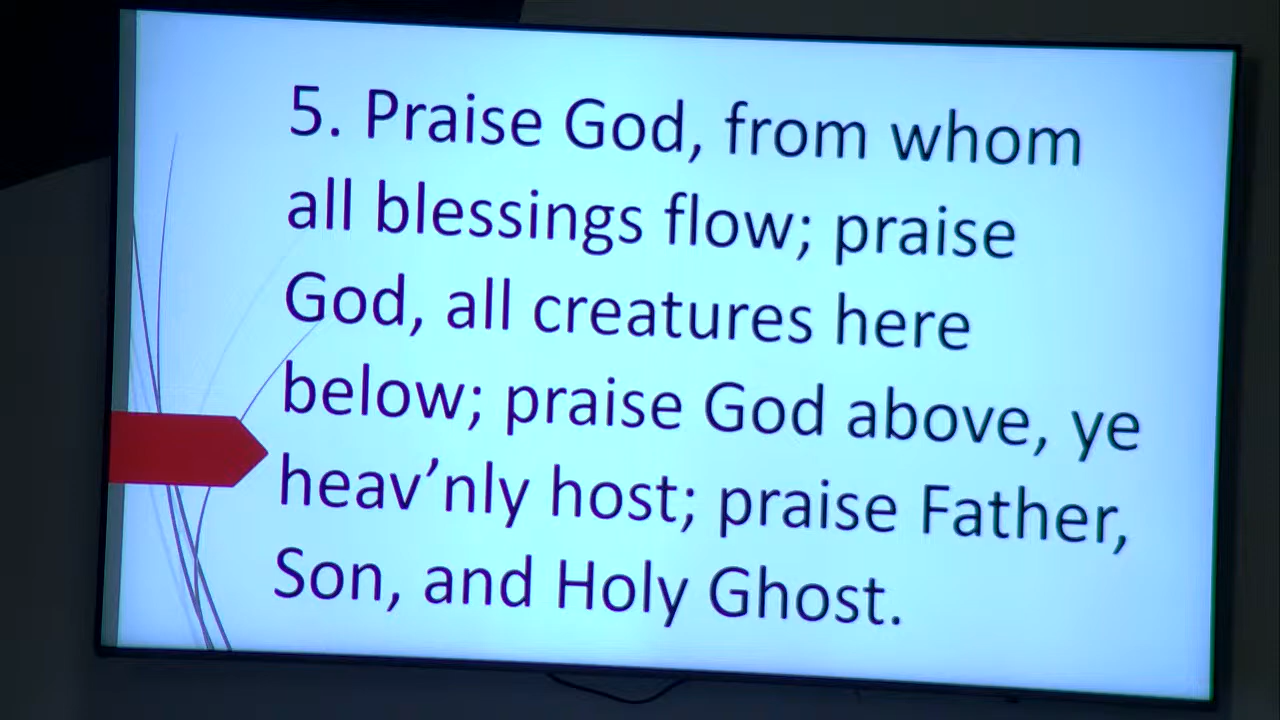 5. Praise God, from whom
all blessings flow; praise
God, all creatures here
below; praise God above, ye
heav’nly host; praise Father,
Son, and Holy Ghost.